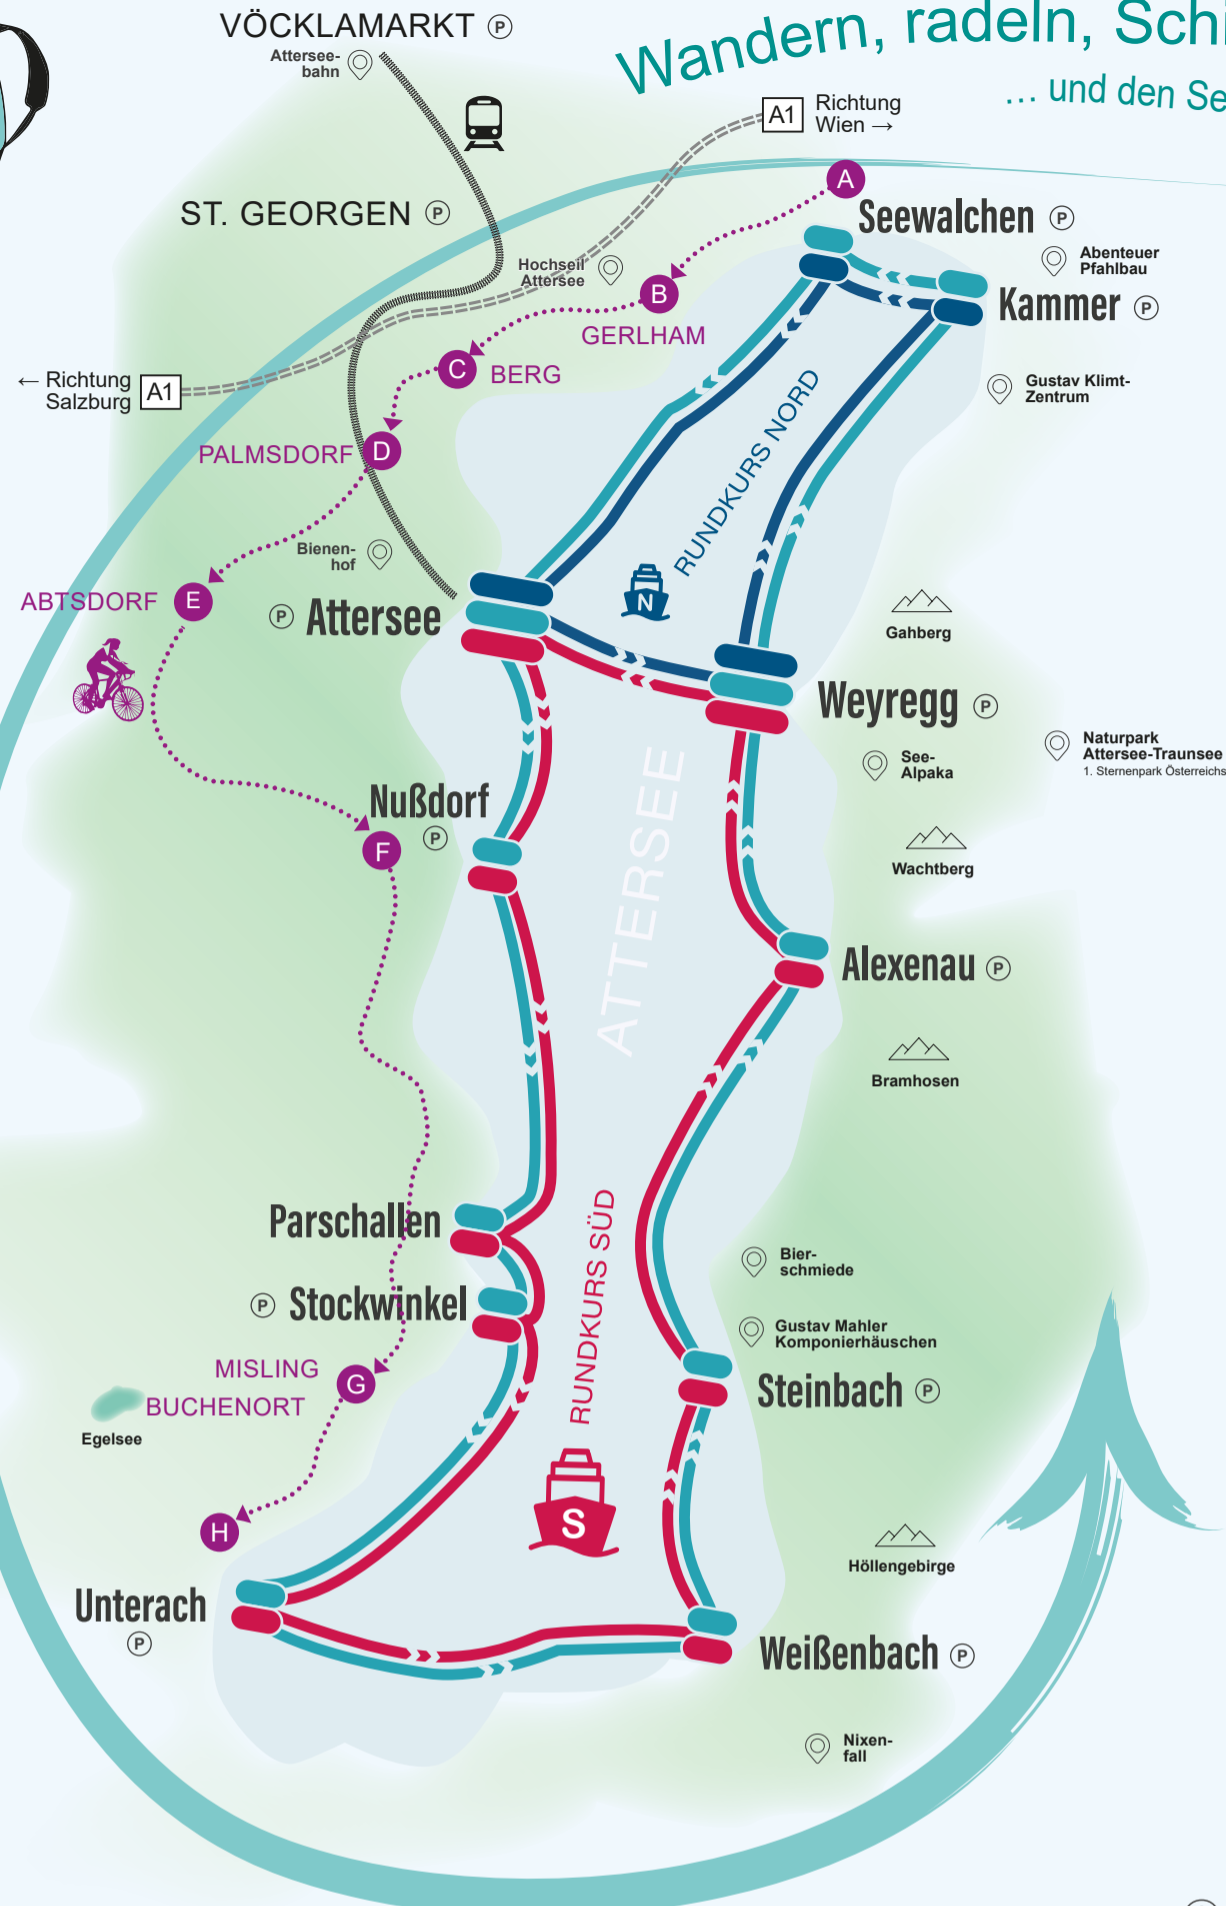 Wandern, radeln, Schi
... und den Se
VÖCKLAMARKT P
Attersee-
bahn
A1
Richtung
Wien →
A
ST. GEORGEN P
Seewalchen P
Abenteuer
Pfahlbau
Hochseil
Attersee
B
GERLHAM
Kammer P
← Richtung
Salzburg
A1
C BERG
Gustav Klimt-
Zentrum
PALMSDORF D
RUNDKURS NORD
Bienen-
hof
ABTSDORF E
N
P Attersee
Gahberg
Weyregg P
Naturpark
Attersee-Traunsee
1. Sternenpark Österreichs
See-
Alpaka
Nußdorf
P
F
ATTERSEE
Wachtberg
Alexenau P
Bramhosen
Parschallen
RUNDKURS SÜD
Bier-
schmiede
P Stockwinkel
Gustav Mahler
Komponierhäuschen
MISLING
G
BUCHENORT
Egelsee
Steinbach P
S
H
Höllengebirge
Unterach
P
Weißenbach P
Nixen-
fall